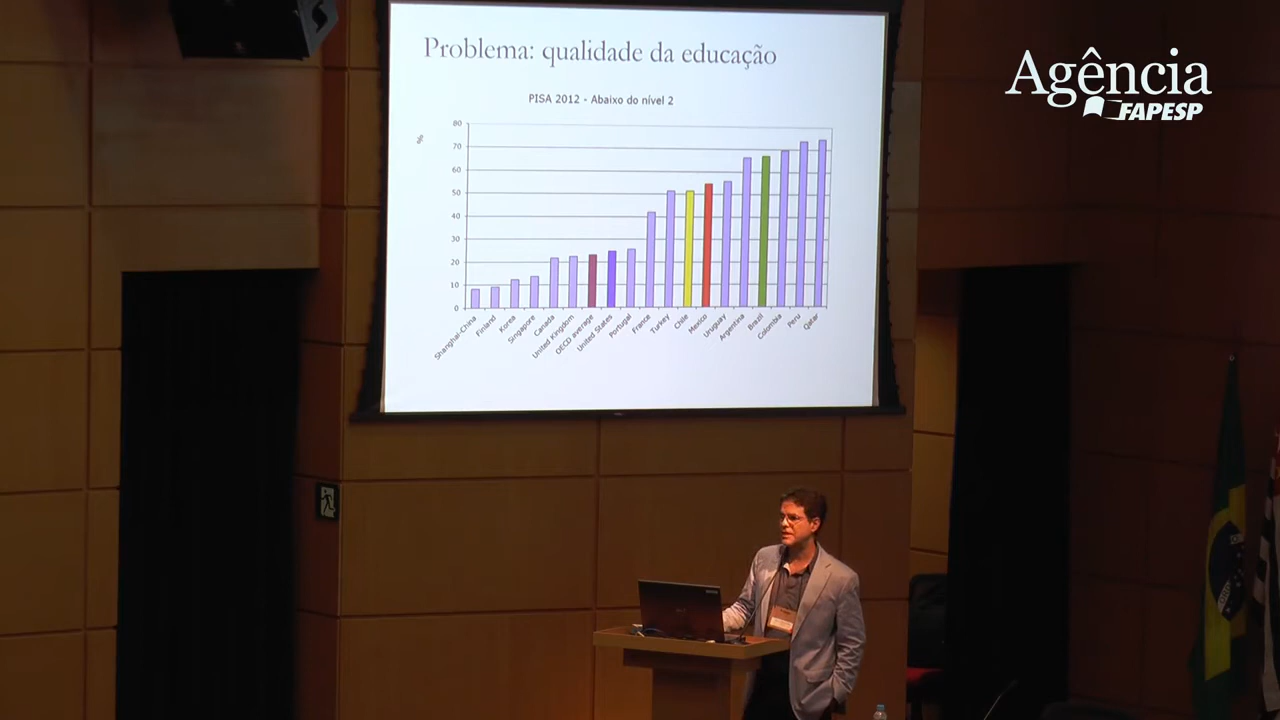 Problema: qualidade da educação
PISA 2012 - Abaixo do nível 2
%
80
70
60
50
40
30
20
10
0
Shanghai-China
Finland
Korea
Singapore
Canada
United Kingdom
OECD average
United States
Portugal
France
Turkey
Chile
Mexico
Uruguay
Argentina
Brazil
Colombia
Peru
Qatar
Agência
FAPESP